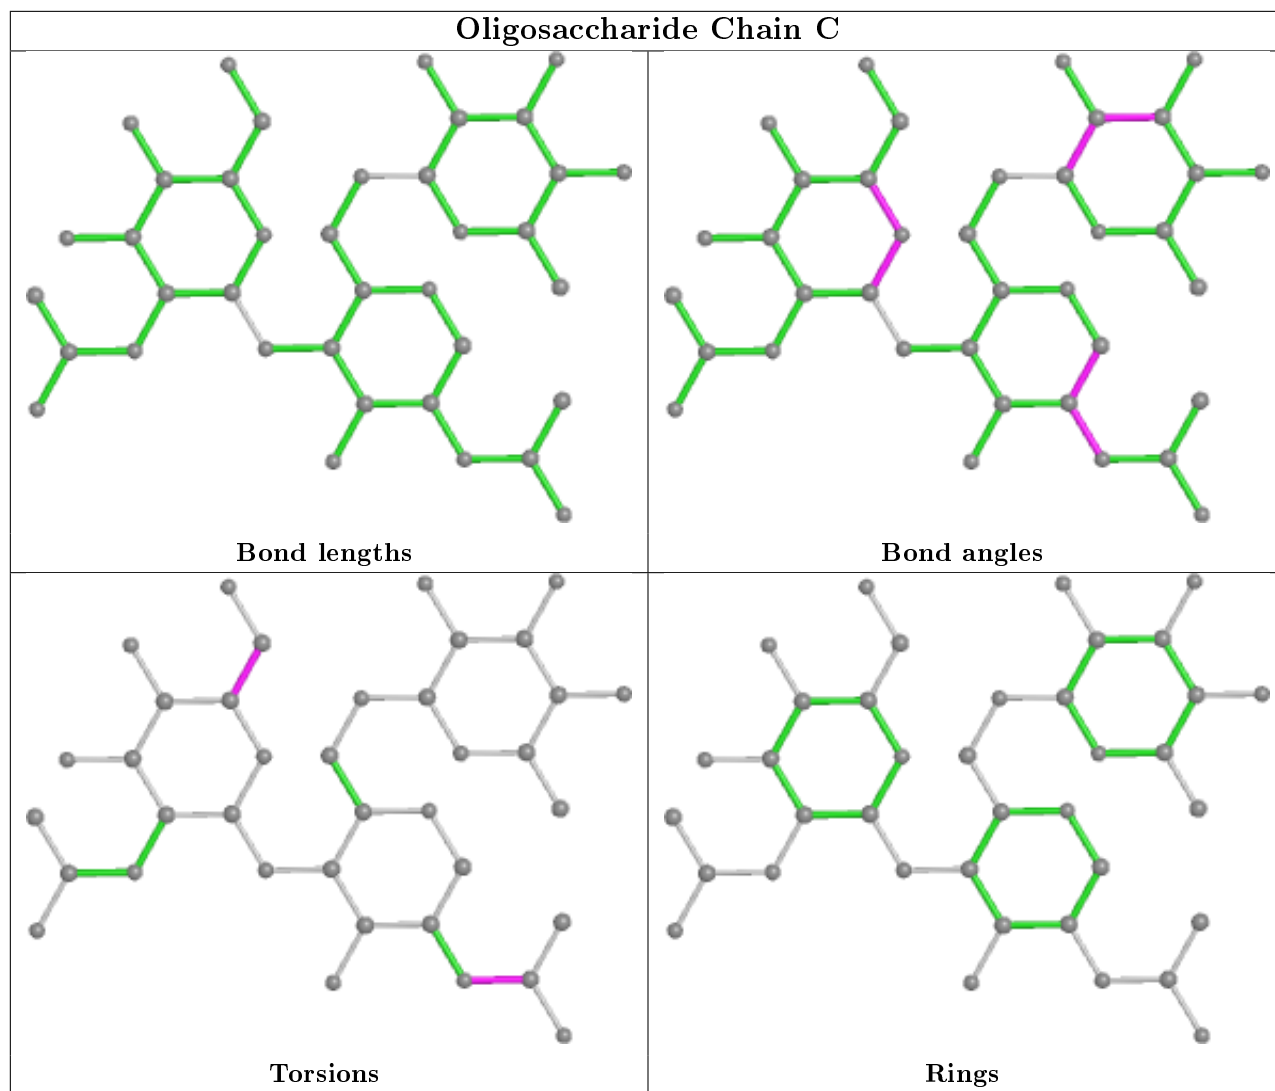 Oligosaccharide Chain C
Bond lengths
Bond angles
Torsions
Rings